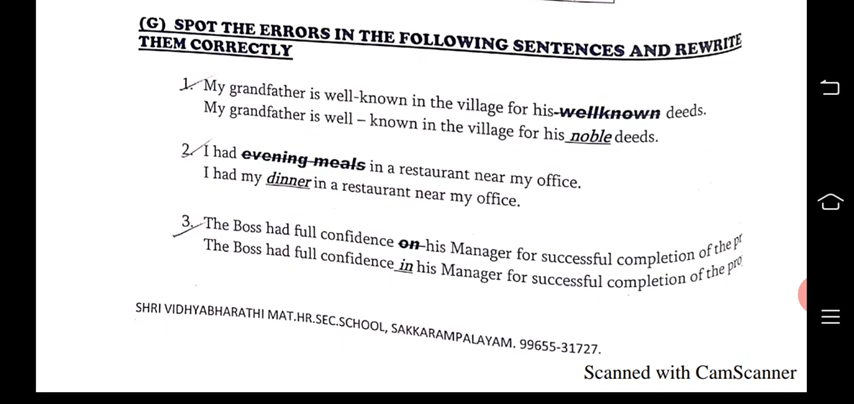 (G) SPOT THE ERRORS IN THE FOLLOWING SENTENCES AND REWRITE
THEM CORRECTLY
1. My grandfather is well-known in the village for his wellknown deeds.
My grandfather is well – known in the village for his noble deeds.
2. I had evening meals in a restaurant near my office.
I had my dinner in a restaurant near my office.
3. The Boss had full confidence on his Manager for successful completion of the pr
The Boss had full confidence in his Manager for successful completion of the pro
SHRI VIDHYABHARATHI MAT.HR.SEC.SCHOOL, SAKKARAMPALAYAM. 99655-31727.
Scanned with CamScanner